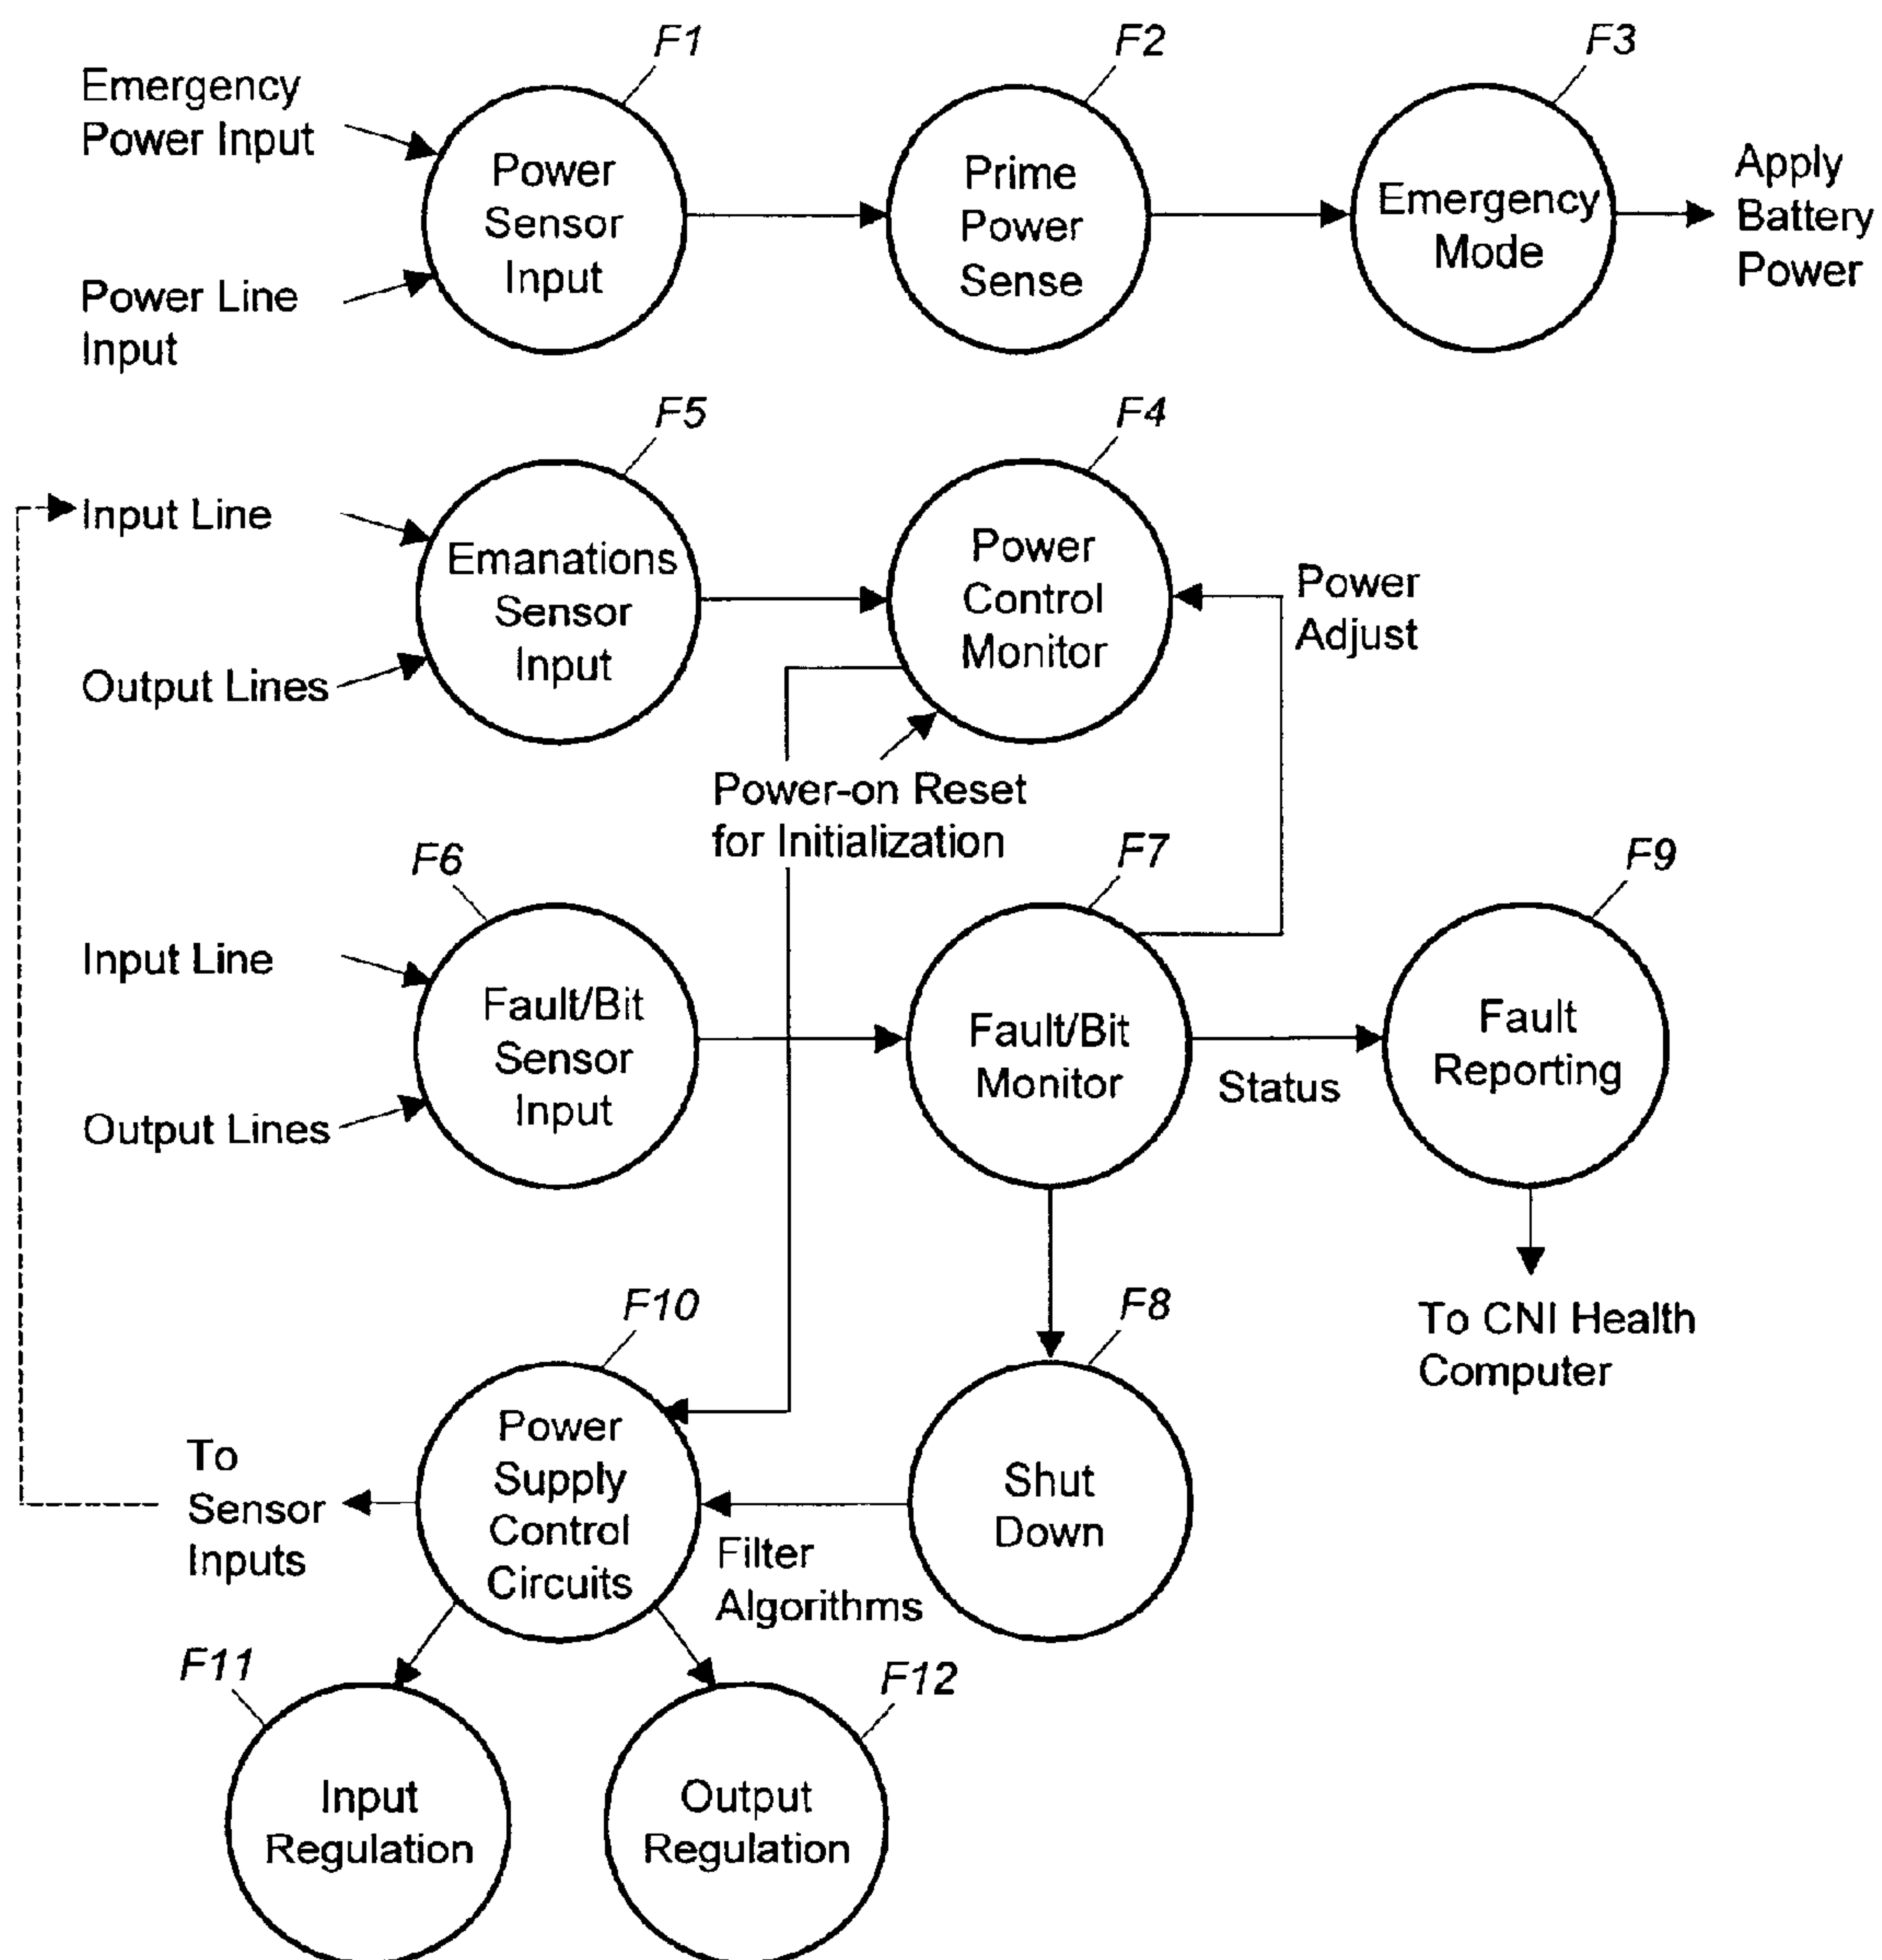 F1
F2
F3
Emergency
Power Input
Power Line
Input
Power
Sensor
Input
Prime
Power
Sense
Emergency
Mode
Apply
Battery
Power
F5
F4
Input Line
Output Lines
Emanations
Sensor
Input
Power
Control
Monitor
Power
Adjust
Power-on Reset
for Initialization
F6
F7
F9
Input Line
Output Lines
Fault/Bit
Sensor
Input
Fault/Bit
Monitor
Status
Fault
Reporting
To CNI Health
Computer
F10
F8
To
Sensor
Inputs
Power
Supply
Control
Circuits
Filter
Algorithms
Shut
Down
F11
F12
Input
Regulation
Output
Regulation